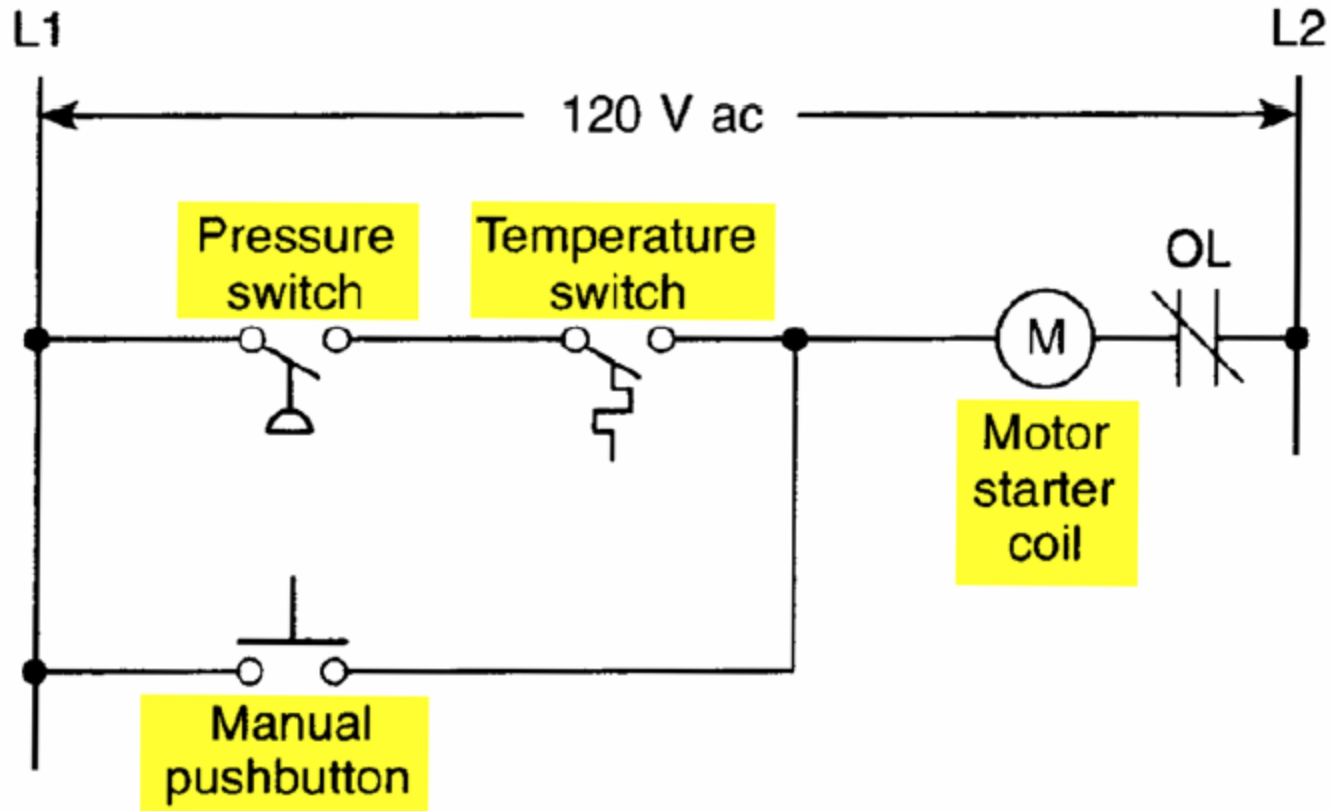 L1
L2
120 V ac
Pressure
switch
Temperature
switch
OL
M
Motor
starter
coil
Manual
pushbutton